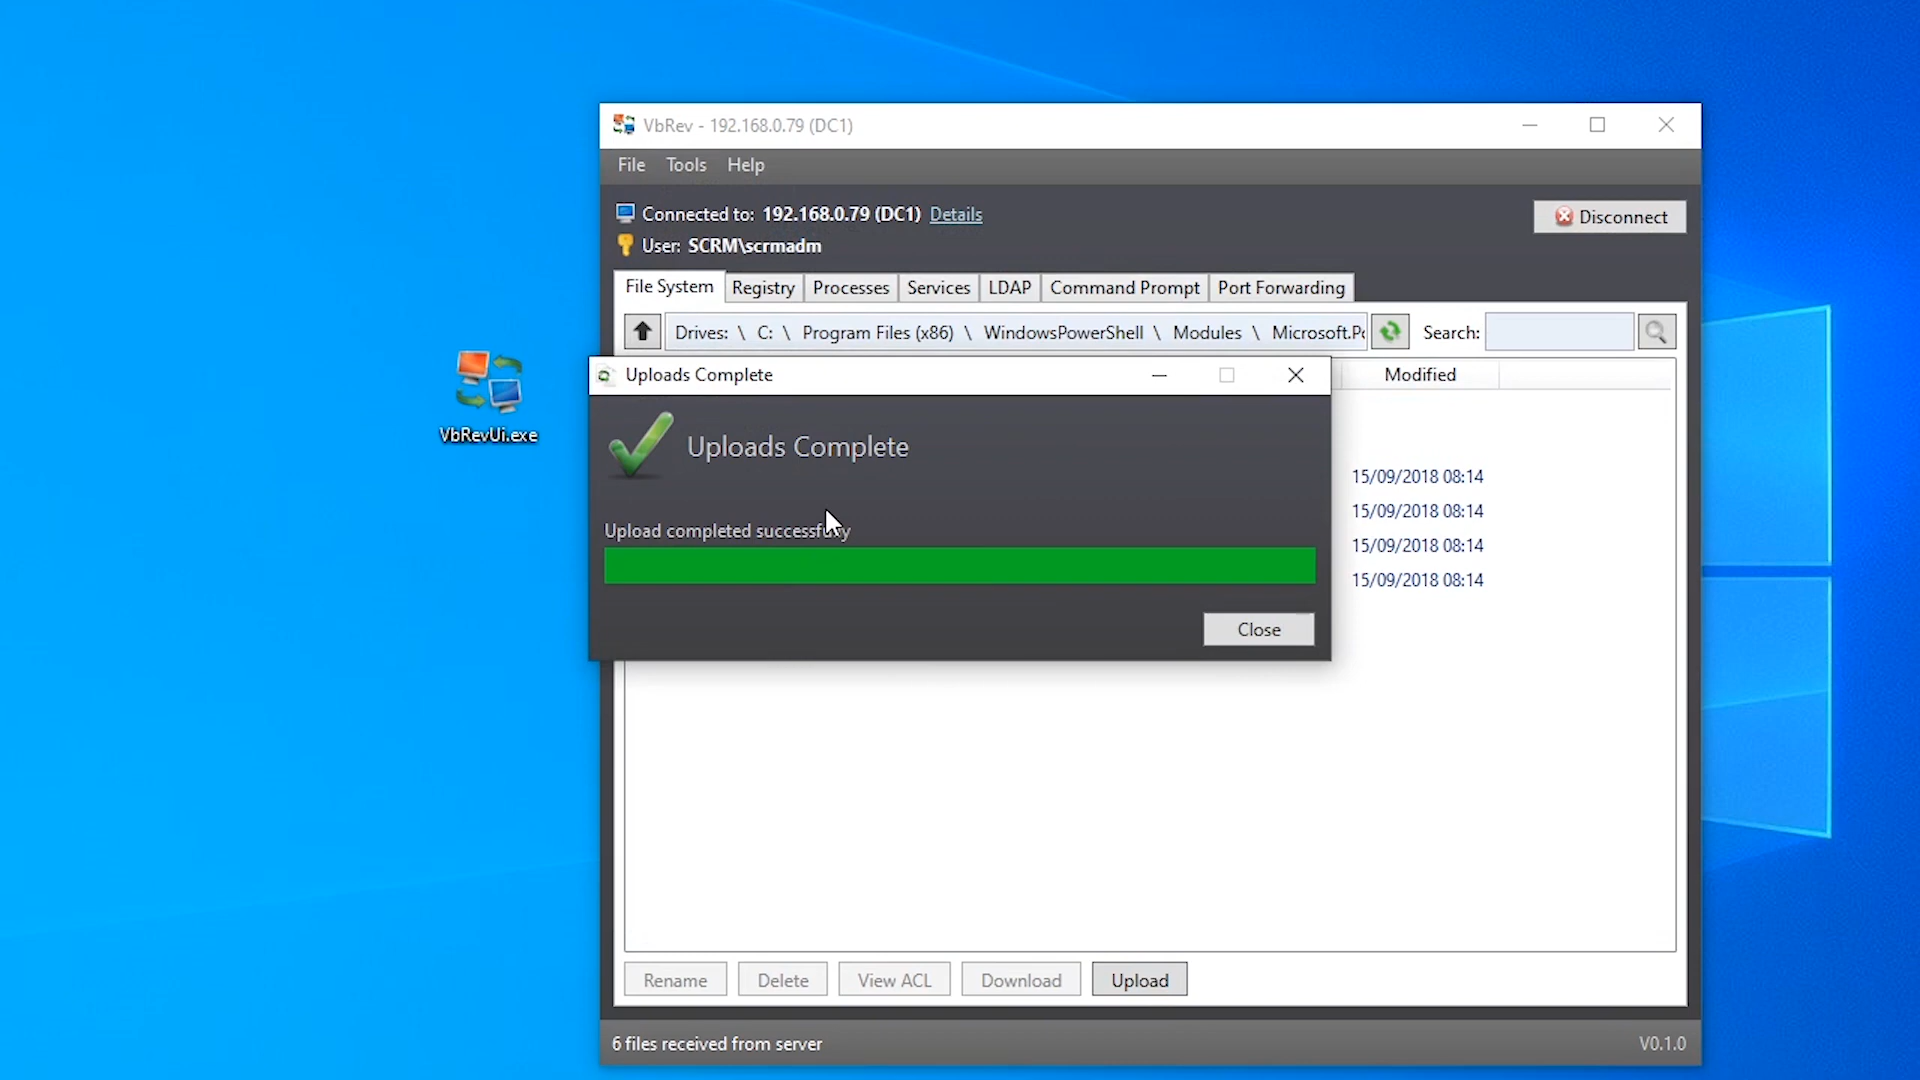 VbRev - 192.168.0.79 (DC1)
File Tools Help
Connected to: 192.168.0.79 (DC1) Details
Disconnect
User: SCRM\scrmadm
File System Registry Processes Services LDAP Command Prompt Port Forwarding
Drives: \ C: \ Program Files (x86) \ WindowsPowerShell \ Modules \ Microsoft.Po
Search:
Uploads Complete
Modified
Uploads Complete
VbRevUi.exe
15/09/2018 08:14
15/09/2018 08:14
Upload completed successfully
15/09/2018 08:14
15/09/2018 08:14
Close
Rename Delete View ACL Download Upload
6 files received from server
V0.1.0